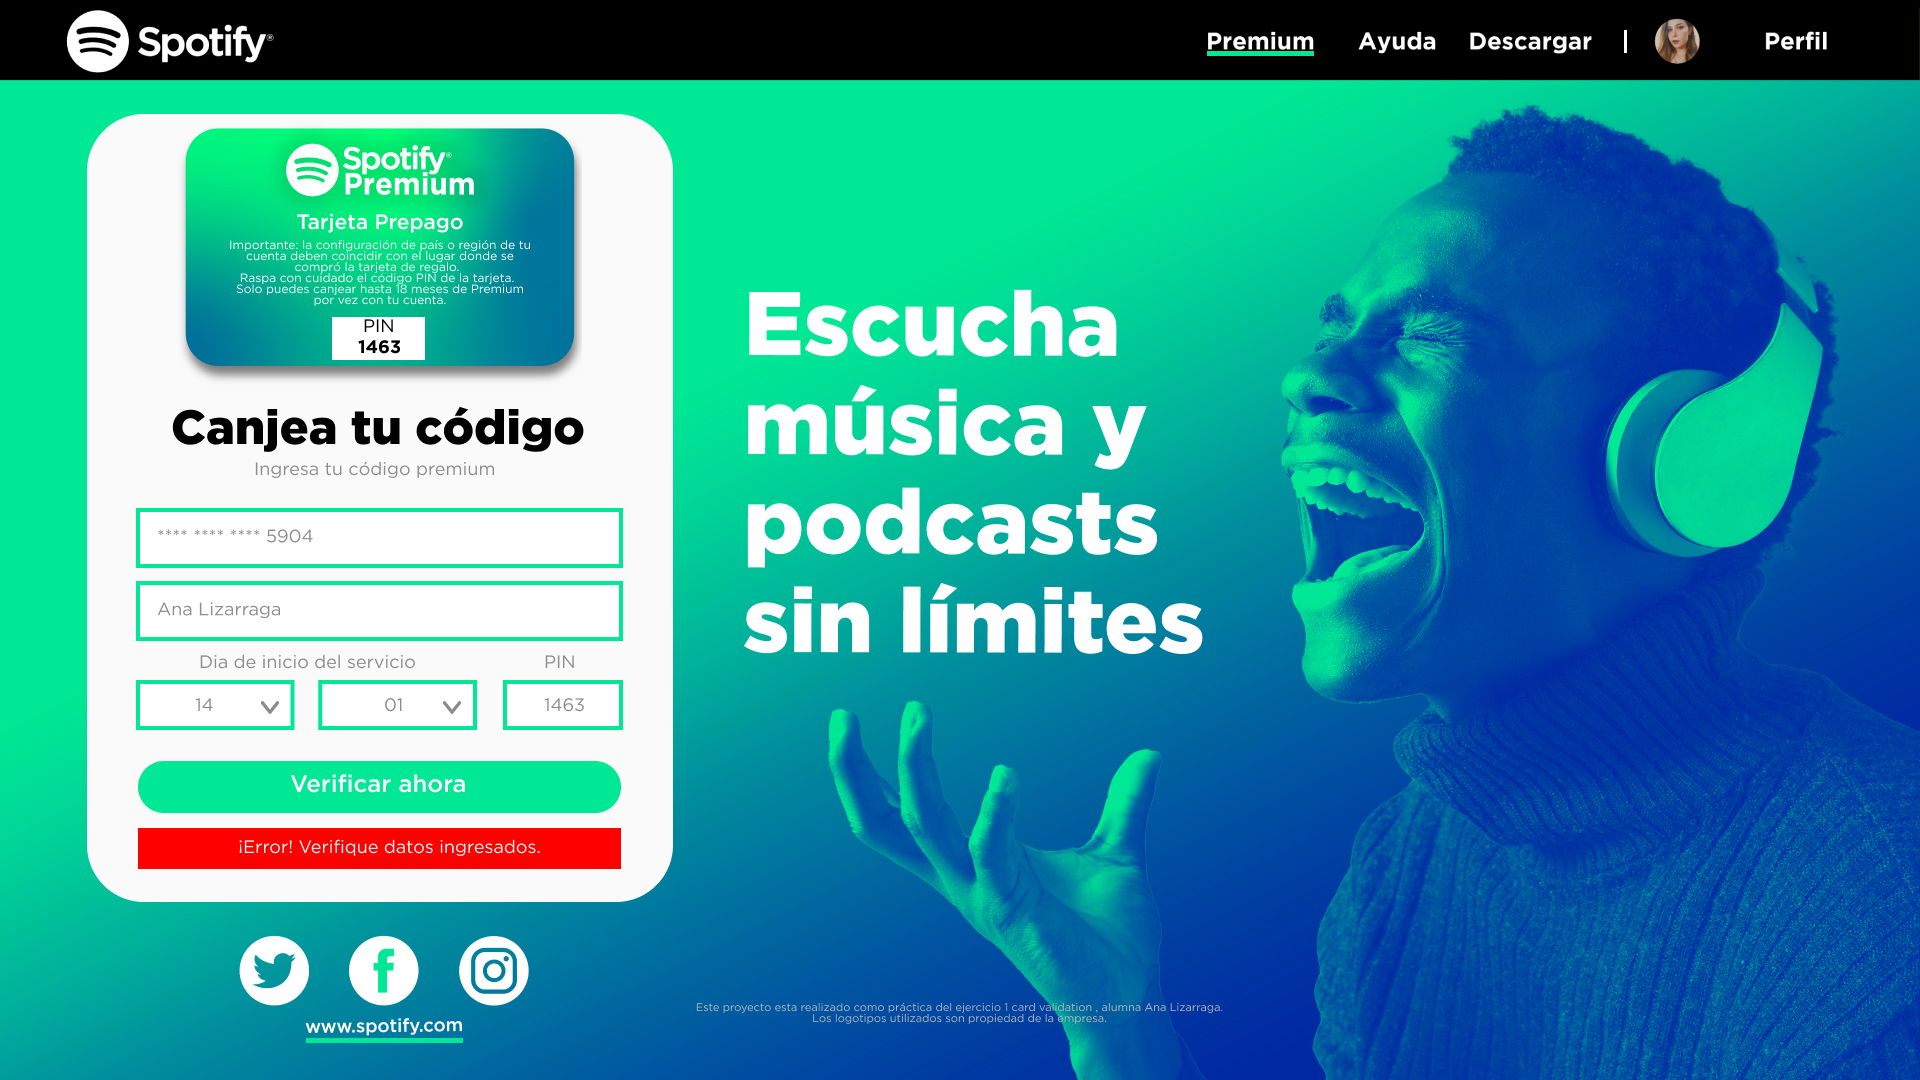 Spotify®
Premium
Ayuda
Descargar
|
Perfil
Spotify®
Premium
Tarjeta Prepago
Importante: la configuración de país o región de tu
cuenta deben coincidir con el lugar donde se
compró la tarjeta de regalo.
Raspa con cuidado el código PIN de la tarjeta.
Solo puedes canjear hasta 18 meses de Premium
por vez con tu cuenta.
PIN
1463
Canjea tu código
Ingresa tu código premium
**** **** **** 5904
Ana Lizarraga
Dia de inicio del servicio
PIN
14
01
1463
Verificar ahora
¡Error! Verifique datos ingresados.
www.spotify.com
Escucha
música y
podcasts
sin límites
Este proyecto esta realizado como práctica del ejercicio 1 card validation , alumna Ana Lizarraga.
Los logotipos utilizados son propiedad de la empresa.